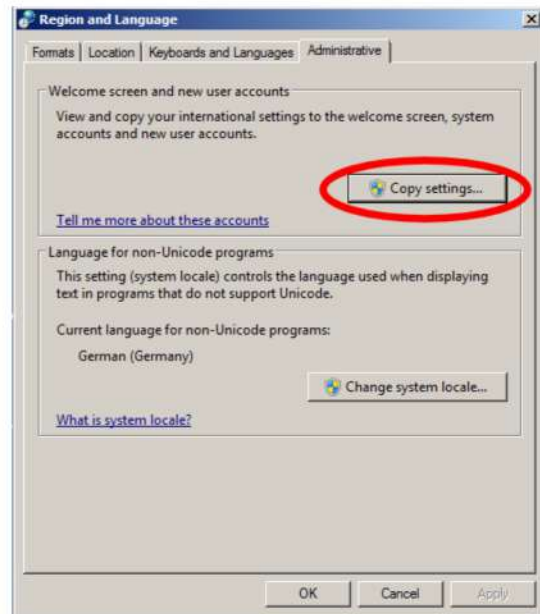 Region and Language
Formats Location Keyboards and Languages Administrative
Welcome screen and new user accounts
View and copy your international settings to the welcome screen, system
accounts and new user accounts.
Copy settings...
Tell me more about these accounts
Language for non-Unicode programs
This setting (system locale) controls the language used when displaying
text in programs that do not support Unicode.
Current language for non-Unicode programs:
German (Germany)
Change system locale...
What is system locale?
OK Cancel Apply